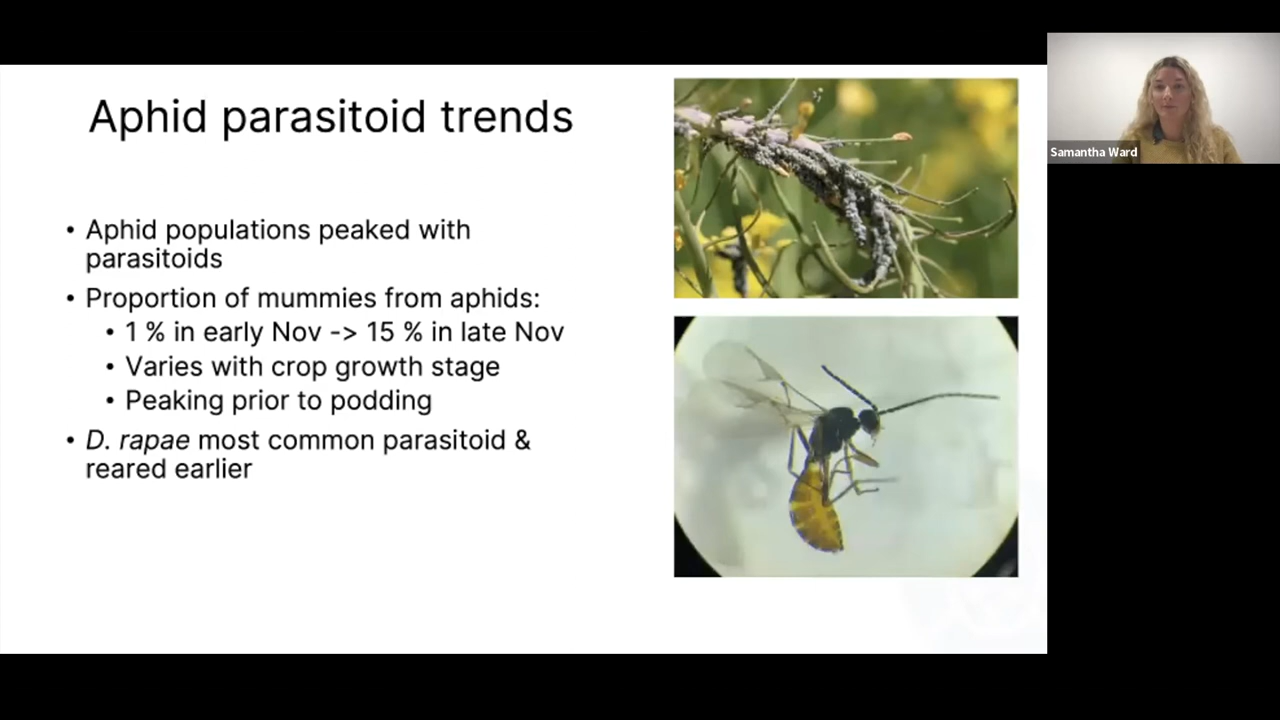 Aphid parasitoid trends
• Aphid populations peaked with
parasitoids
• Proportion of mummies from aphids:
• 1 % in early Nov -> 15 % in late Nov
• Varies with crop growth stage
• Peaking prior to podding
• D. rapae most common parasitoid &
reared earlier
Samantha Ward